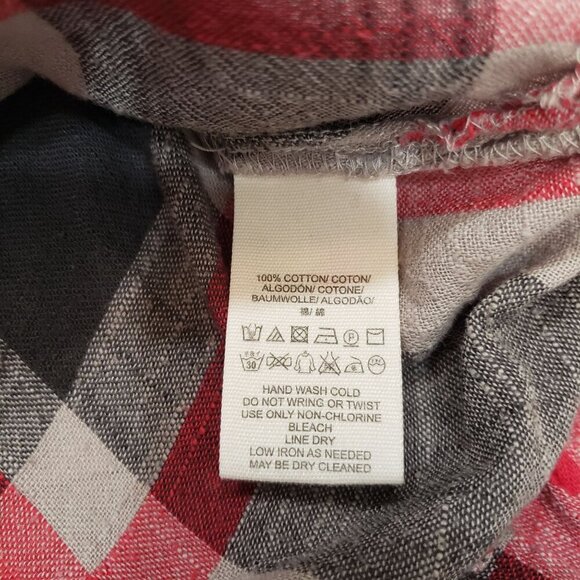 100% COTTON/ COTON/
ALGODÓN/ COTONE/
BAUMWOLLE/ ALGODÃO/
棉/ 綿
P
30
HAND WASH COLD
DO NOT WRING OR TWIST
USE ONLY NON-CHLORINE
BLEACH
LINE DRY
LOW IRON AS NEEDED
MAY BE DRY CLEANED